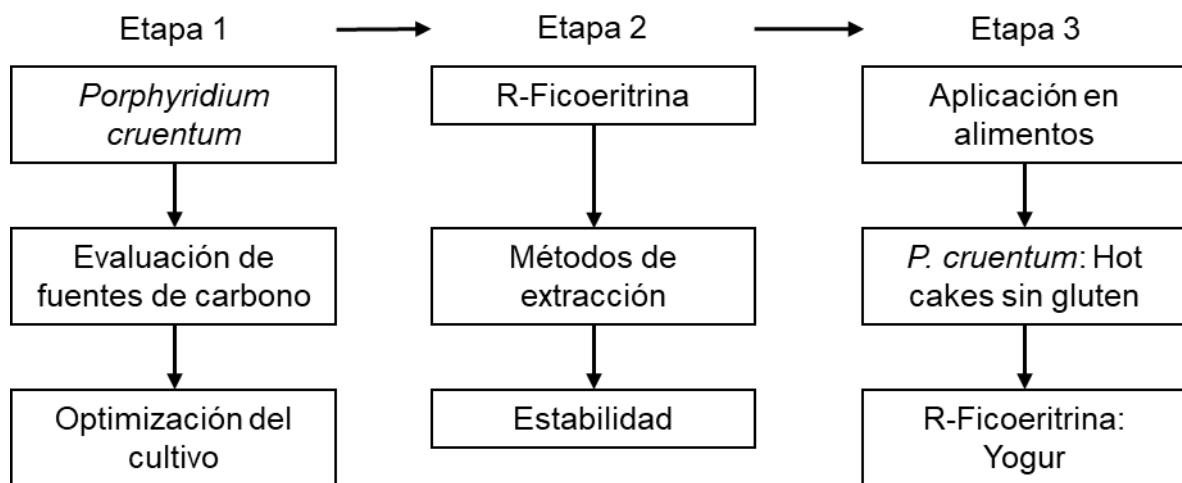 Etapa 1
Etapa 2
Etapa 3
Porphyridium
cruentum
R-Ficoeritrina
Aplicación en
alimentos
Evaluación de
fuentes de carbono
Métodos de
extracción
P. cruentum: Hot
cakes sin gluten
Optimización del
cultivo
Estabilidad
R-Ficoeritrina:
Yogur